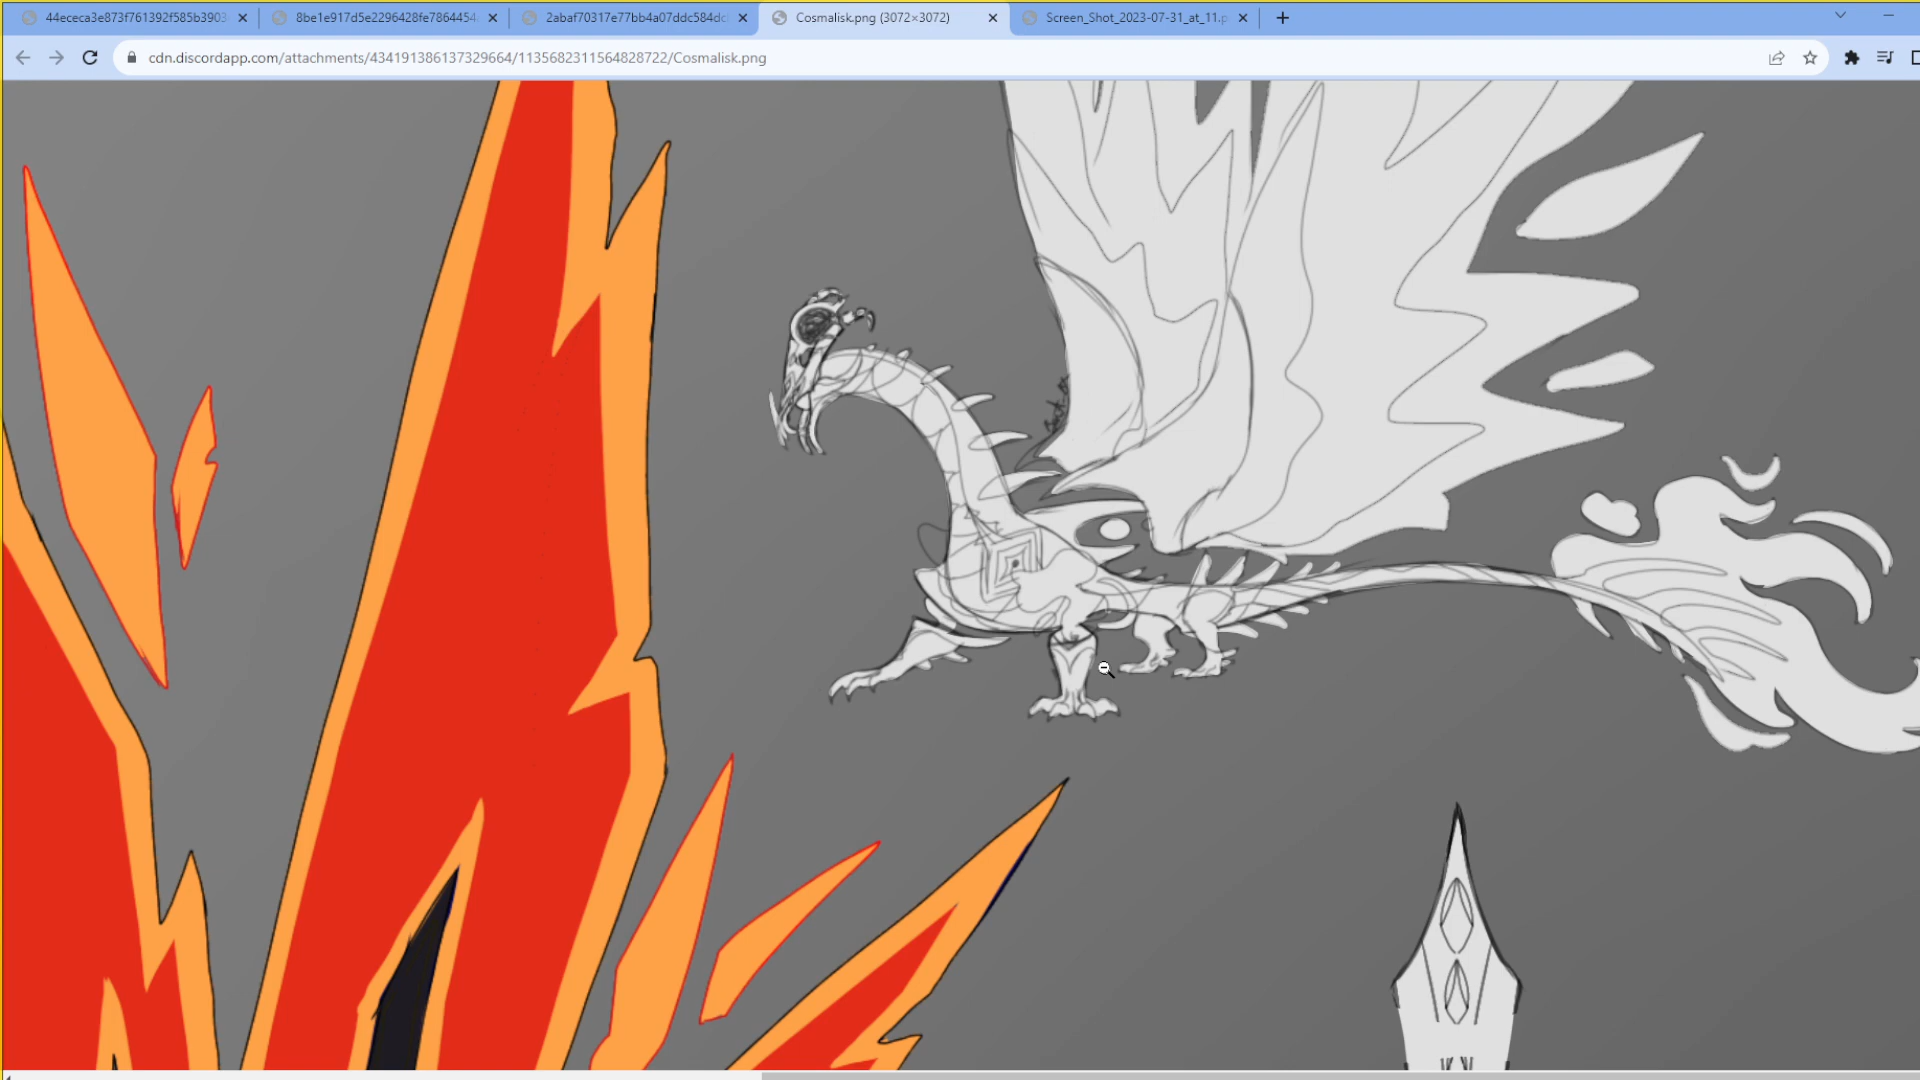 44ececa3e873f761392f585b3903
8be1e917d5e2296428fe7864454
2abaf70317e77bb4a07ddc584dc
Cosmalisk.png (3072×3072)
Screen_Shot_2023-07-31_at_11.p
cdn.discordapp.com/attachments/434191386137329664/1135682311564828722/Cosmalisk.png